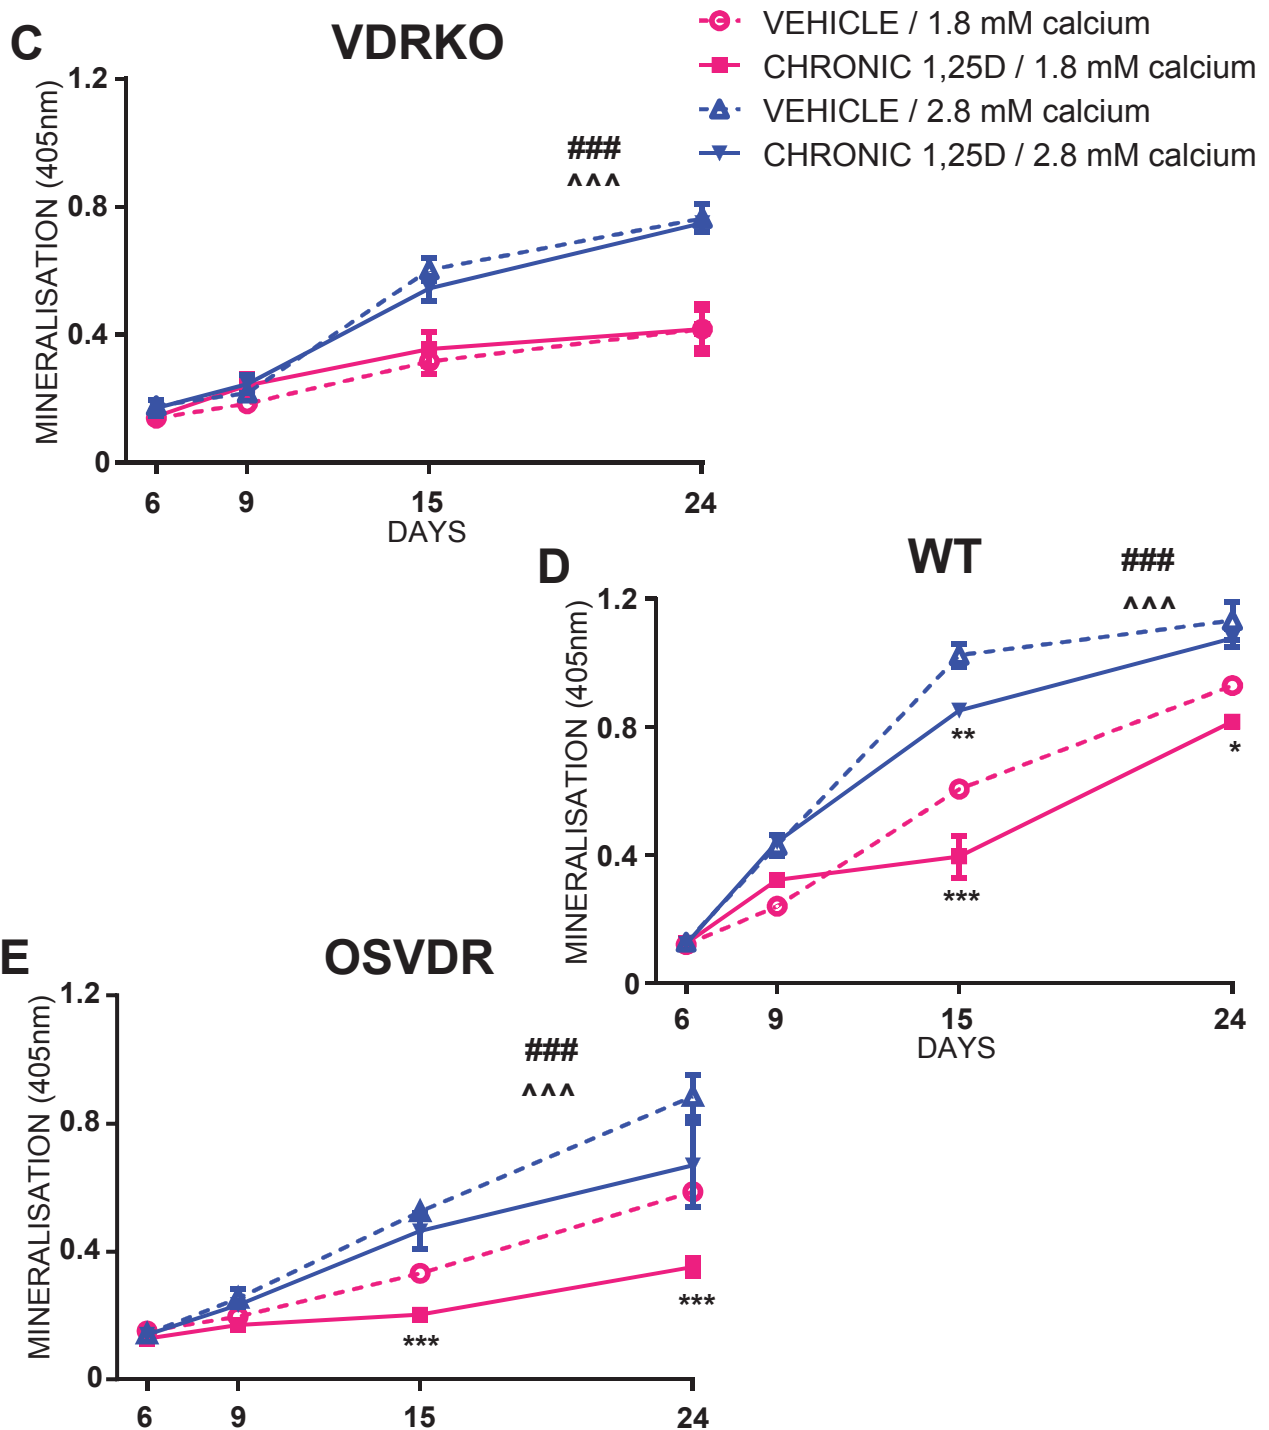 C
VDRKO
VEHICLE / 1.8 mM calcium
CHRONIC 1,25D / 1.8 mM calcium
VEHICLE / 2.8 mM calcium
CHRONIC 1,25D / 2.8 mM calcium
MINERALISATION (405nm)
1.2
0.8
0.4
0
###
^^^
6 9 15 24
DAYS
D
WT
MINERALISATION (405nm)
1.2
0.8
0.4
0
###
^^^
**
*
***
6 9 15 24
DAYS
E
OSVDR
MINERALISATION (405nm)
1.2
0.8
0.4
0
###
^^^
***
***
6 9 15 24